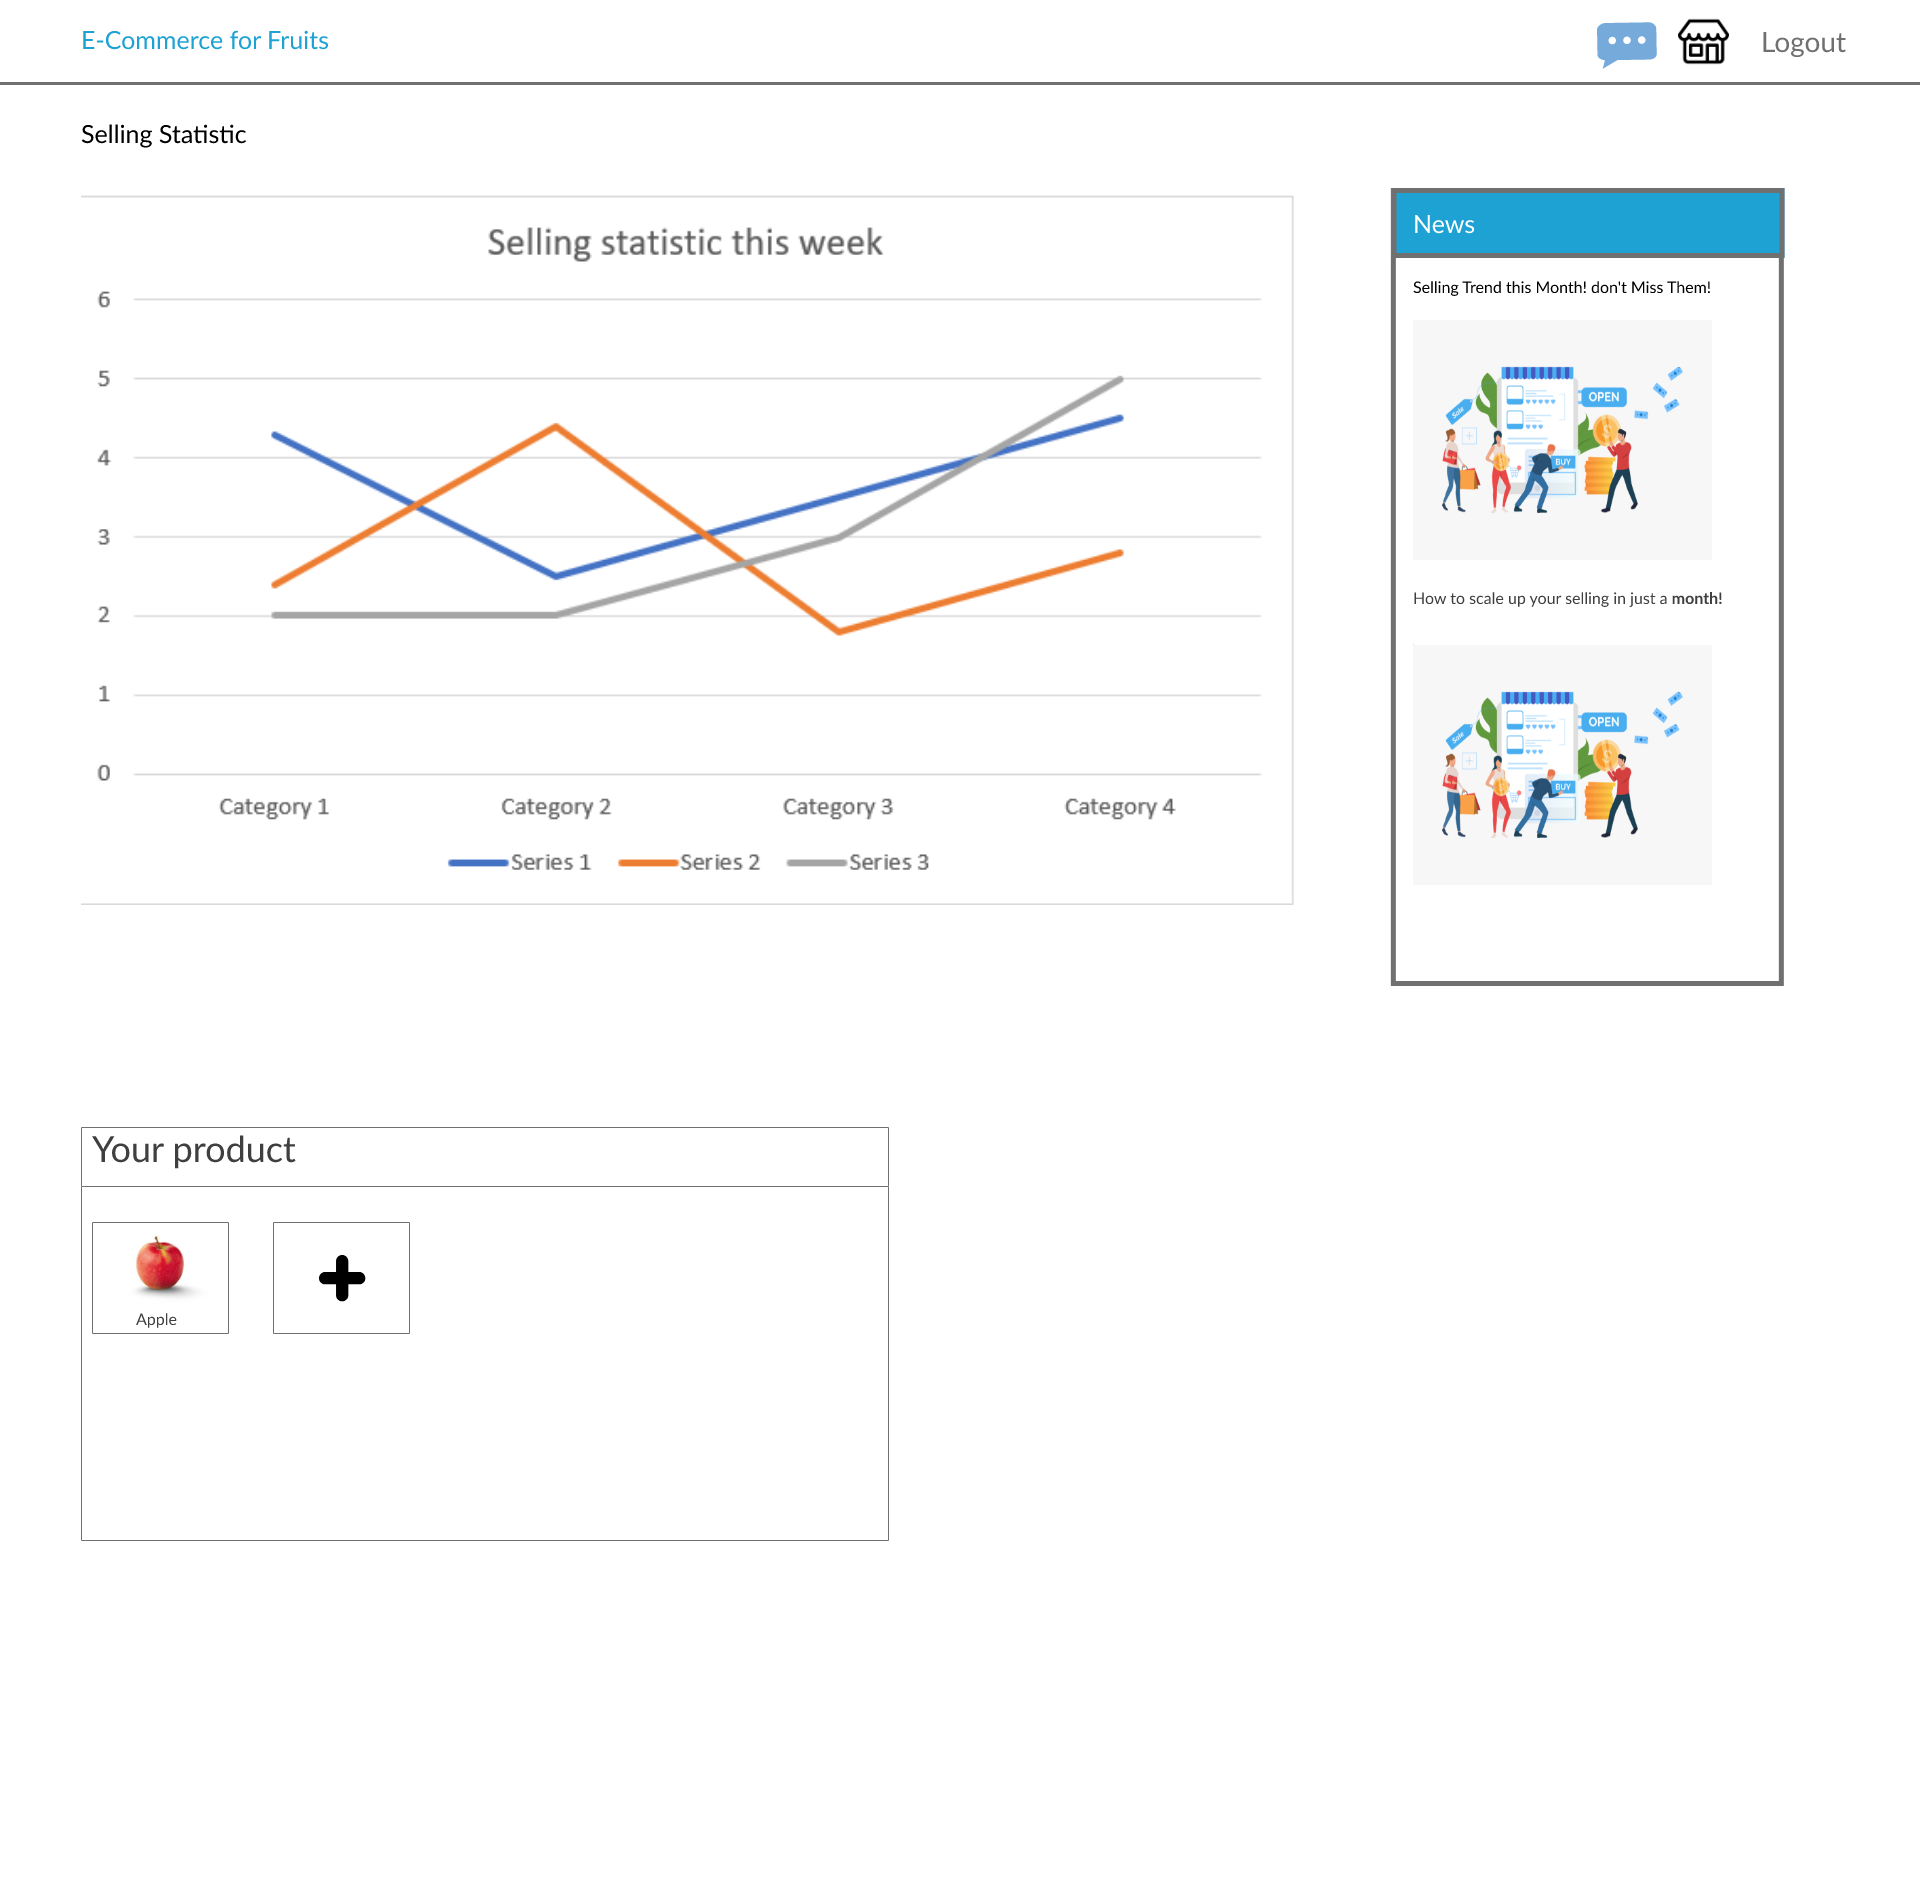 E-Commerce for Fruits
Logout
Selling Statistic
Selling statistic this week
6
5
4
3
2
1
0
Category 1 Category 2 Category 3 Category 4
Series 1 Series 2 Series 3
News
Selling Trend this Month! don't Miss Them!
Sale
OPEN
BUY
How to scale up your selling in just a month!
Sale
OPEN
BUY
Your product
Apple